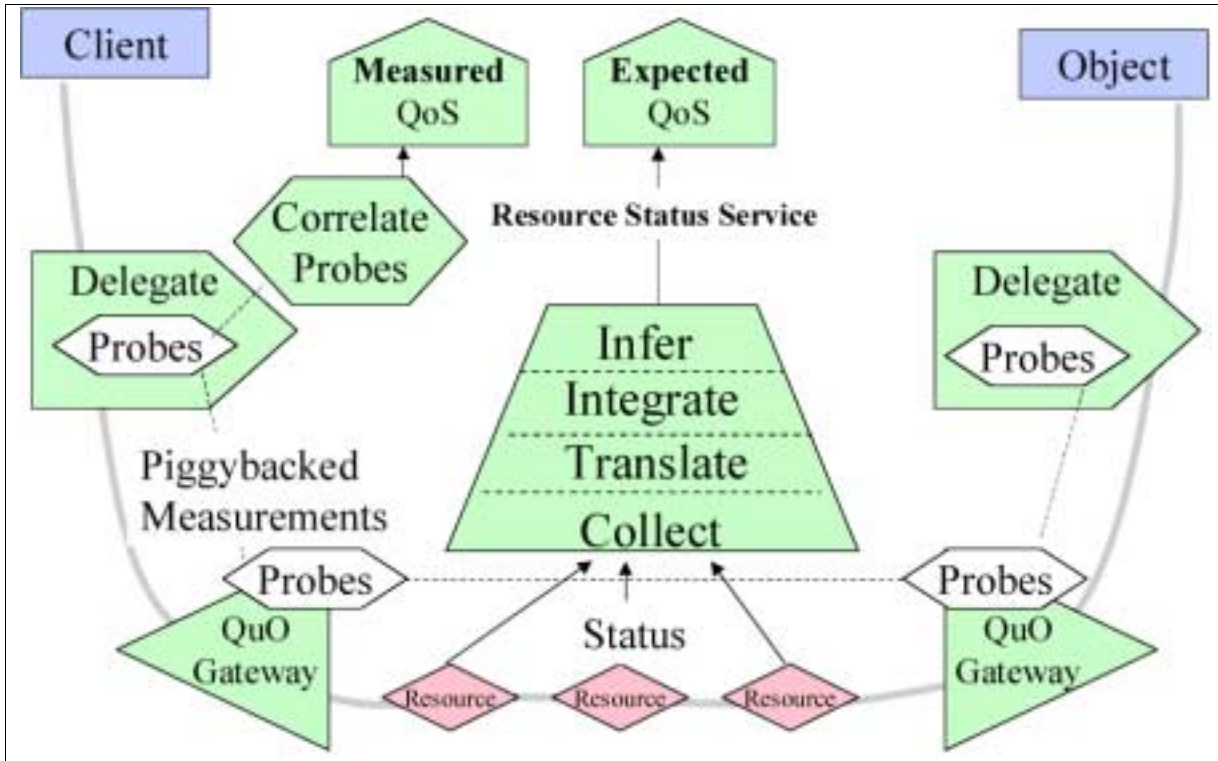 Client
Measured
QoS
Expected
QoS
Object
Correlate
Probes
Resource Status Service
Delegate
Probes
Delegate
Probes
Infer
Integrate
Translate
Collect
Piggybacked
Measurements
Probes
Probes
QuO
Gateway
Status
QuO
Gateway
Resource
Resource
Resource